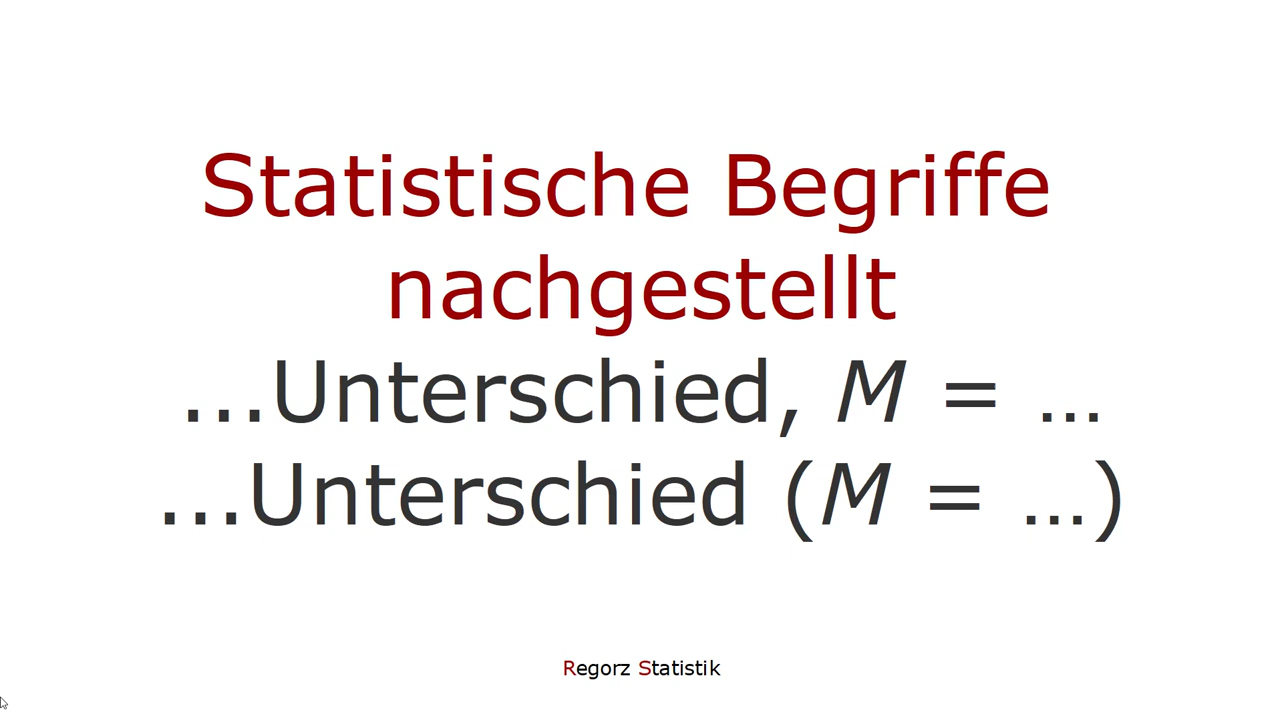 Statistische Begriffe
nachgestellt
...Unterschied, M = …
...Unterschied (M = …)
Regorz Statistik